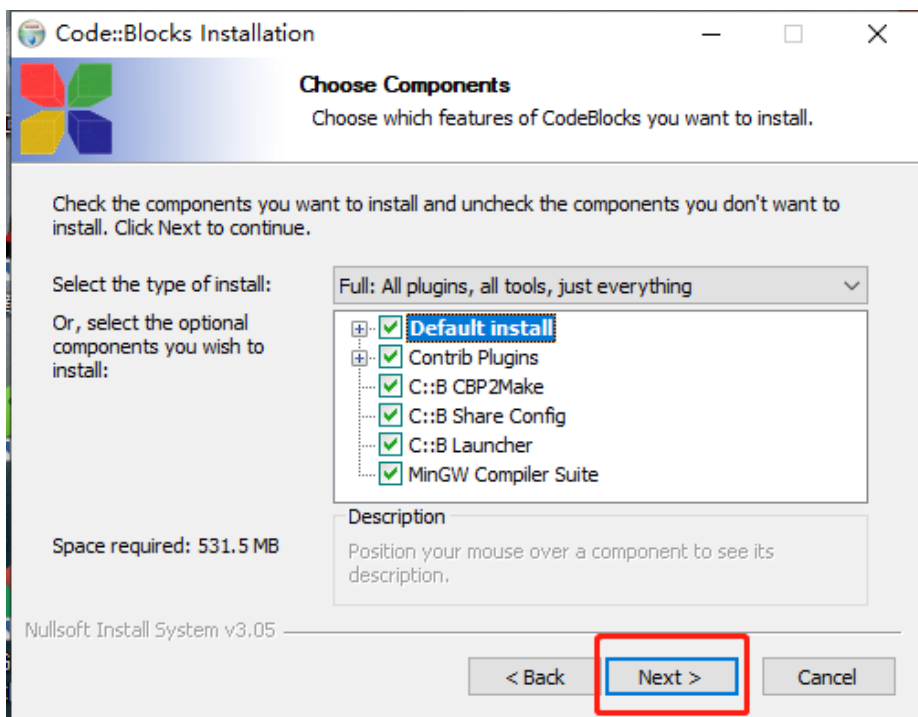 Code::Blocks Installation
Choose Components
Choose which features of CodeBlocks you want to install.
Check the components you want to install and uncheck the components you don't want to
install. Click Next to continue.
Select the type of install:
Full: All plugins, all tools, just everything
Or, select the optional
components you wish to
install:
Default install
Contrib Plugins
C::B CBP2Make
C::B Share Config
C::B Launcher
MinGW Compiler Suite
Space required: 531.5 MB
Description
Position your mouse over a component to see its
description.
Nullsoft Install System v3.05
< Back
Next >
Cancel